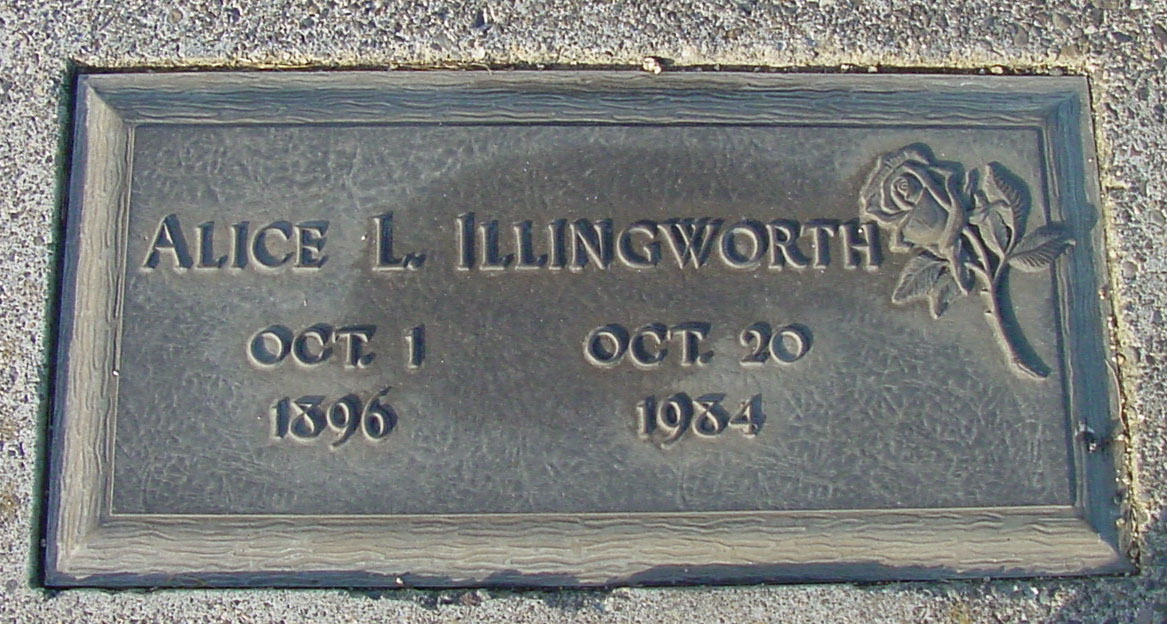 ALICE L. ILLINGWORTH
OCT. 1 OCT. 20
1896 1984